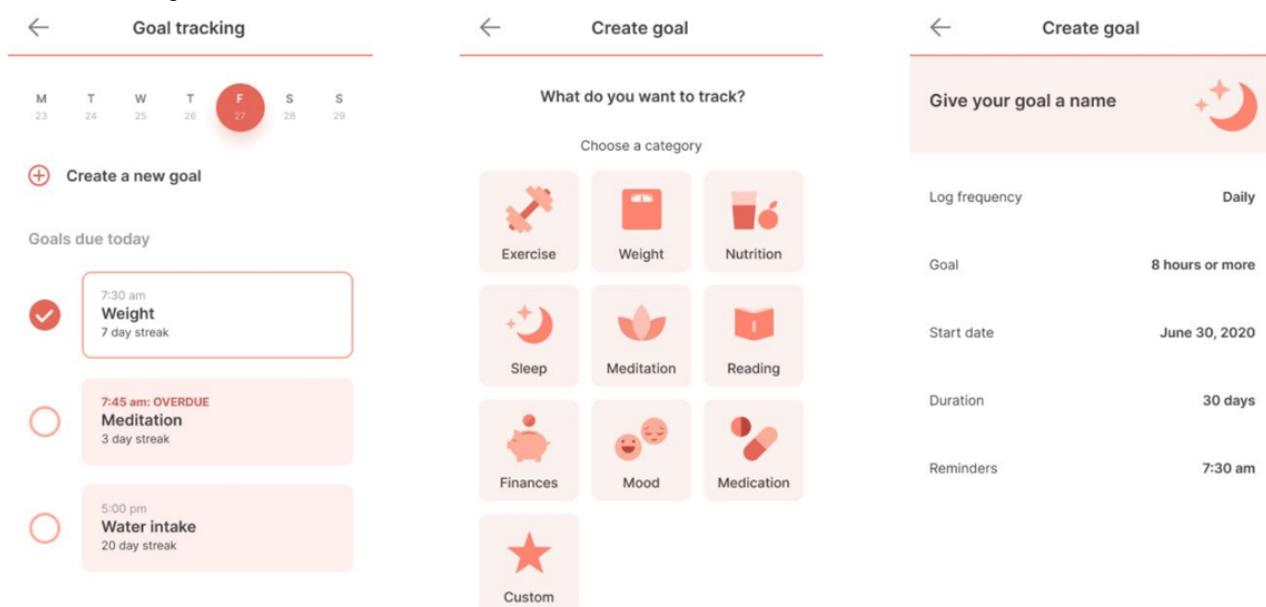 Goal tracking
M T W T F S S
23 24 25 26 27 28 29
Create a new goal
Goals due today
7:30 am
Weight
7 day streak
7:45 am: OVERDUE
Meditation
3 day streak
5:00 pm
Water intake
20 day streak
Create goal
What do you want to track?
Choose a category
Exercise Weight Nutrition
Sleep Meditation Reading
Finances Mood Medication
Custom
Create goal
Give your goal a name
Log frequency Daily
Goal 8 hours or more
Start date June 30, 2020
Duration 30 days
Reminders 7:30 am